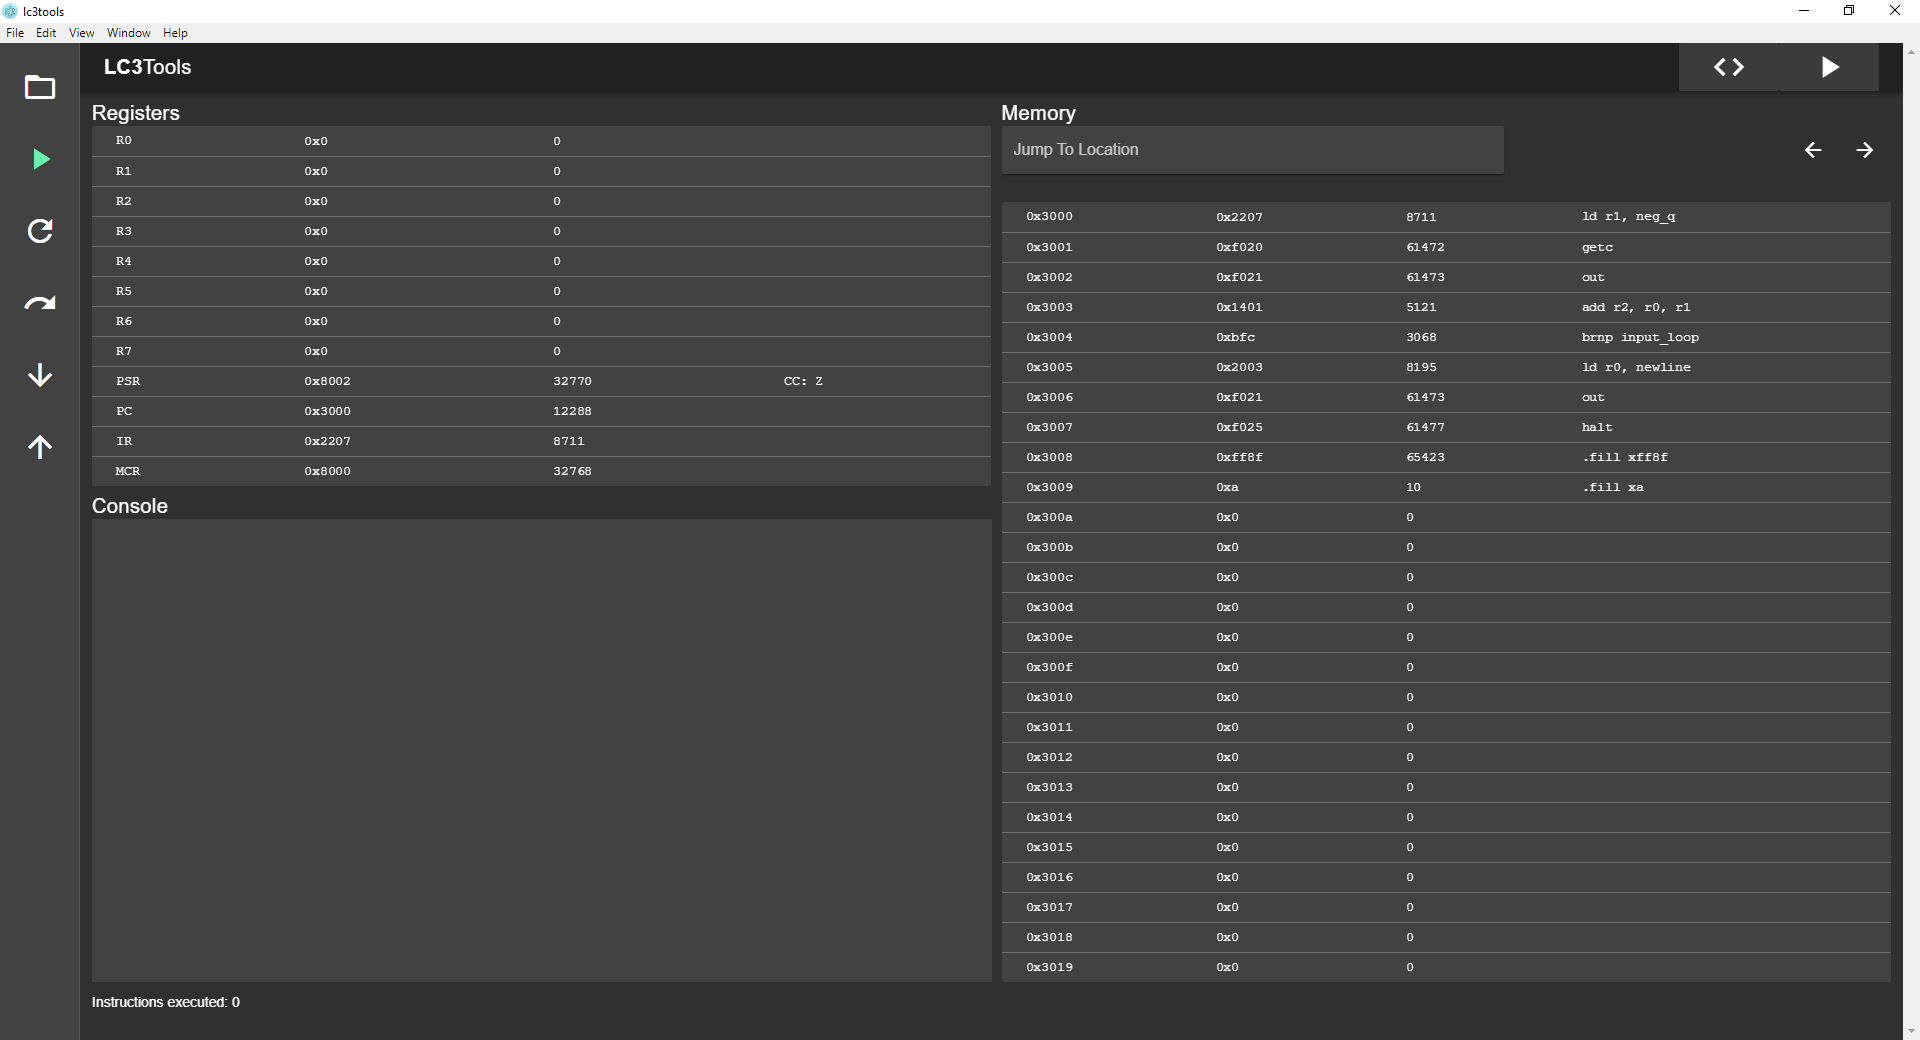 lc3tools
File Edit View Window Help
LC3Tools
Registers
R0 0x0 0
R1 0x0 0
R2 0x0 0
R3 0x0 0
R4 0x0 0
R5 0x0 0
R6 0x0 0
R7 0x0 0
PSR 0x8002 32770 CC: Z
PC 0x3000 12288
IR 0x2207 8711
MCR 0x8000 32768
Console
Instructions executed: 0
Memory
Jump To Location
0x3000 0x2207 8711 ld r1, neg_q
0x3001 0xf020 61472 getc
0x3002 0xf021 61473 out
0x3003 0x1401 5121 add r2, r0, r1
0x3004 0xbfc 3068 brnp input_loop
0x3005 0x2003 8195 ld r0, newline
0x3006 0xf021 61473 out
0x3007 0xf025 61477 halt
0x3008 0xff8f 65423 .fill xff8f
0x3009 0xa 10 .fill xa
0x300a 0x0 0
0x300b 0x0 0
0x300c 0x0 0
0x300d 0x0 0
0x300e 0x0 0
0x300f 0x0 0
0x3010 0x0 0
0x3011 0x0 0
0x3012 0x0 0
0x3013 0x0 0
0x3014 0x0 0
0x3015 0x0 0
0x3016 0x0 0
0x3017 0x0 0
0x3018 0x0 0
0x3019 0x0 0